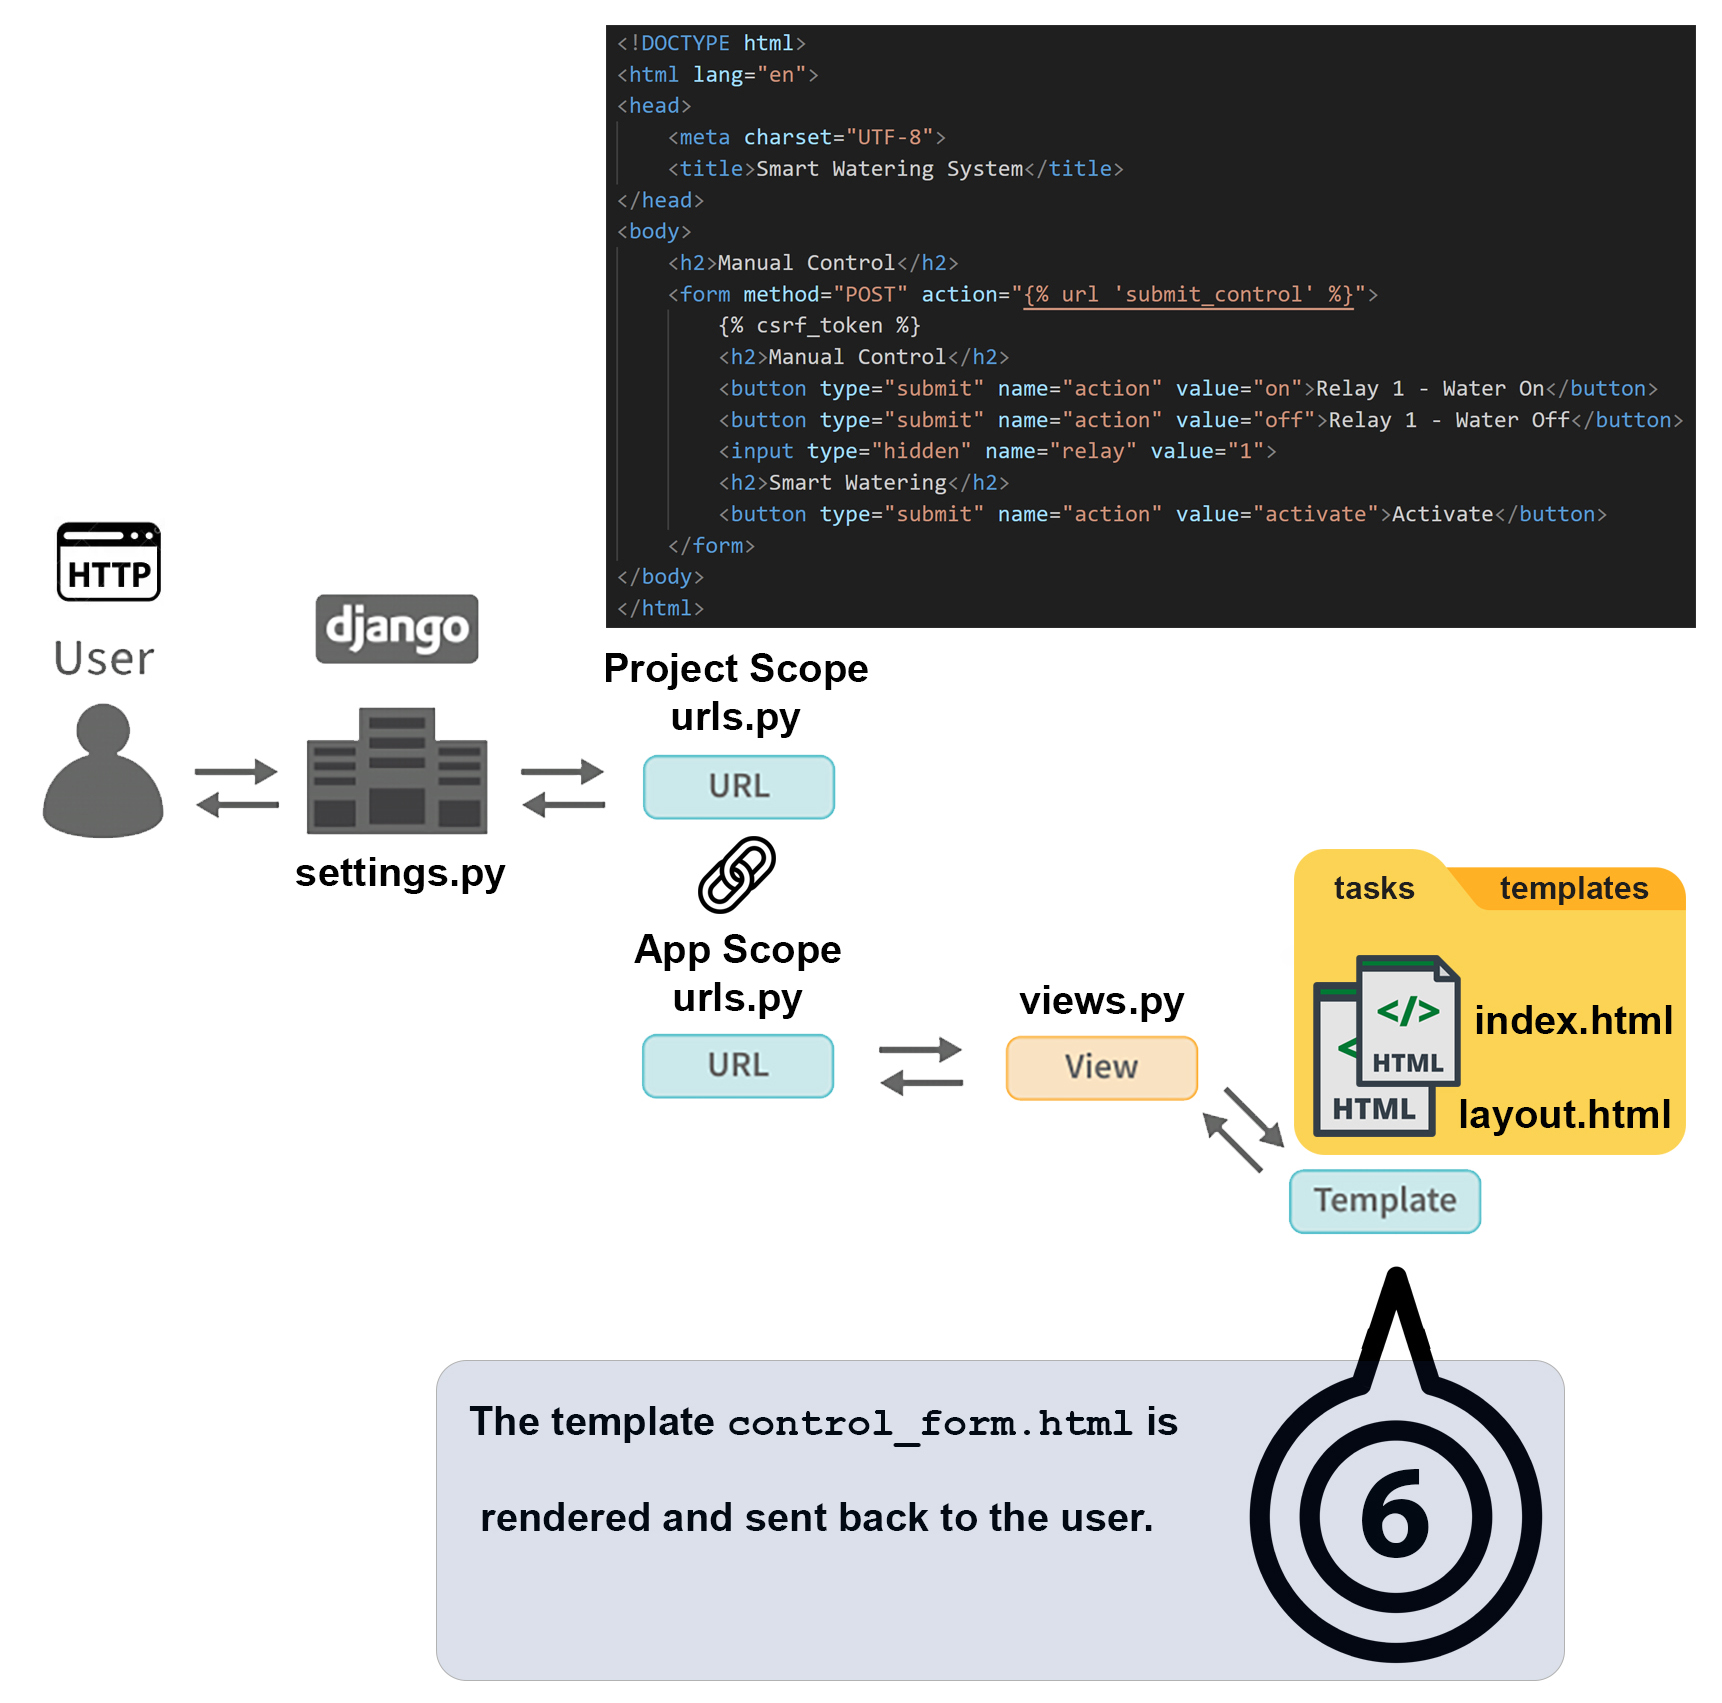 <!DOCTYPE html>
<html lang="en">
<head>
    <meta charset="UTF-8">
    <title>Smart Watering System</title>
</head>
<body>
    <h2>Manual Control</h2>
    <form method="POST" action="{% url 'submit_control' %}">
        {% csrf_token %}
        <h2>Manual Control</h2>
        <button type="submit" name="action" value="on">Relay 1 - Water On</button>
        <button type="submit" name="action" value="off">Relay 1 - Water Off</button>
        <input type="hidden" name="relay" value="1">
        <h2>Smart Watering</h2>
        <button type="submit" name="action" value="activate">Activate</button>
    </form>
</body>
</html>
HTTP
User
django
settings.py
Project Scope
urls.py
URL
App Scope
urls.py
URL
views.py
View
tasks
templates
</>
HTML
index.html
<
HTML
layout.html
Template
The template control_form.html is
rendered and sent back to the user.
6